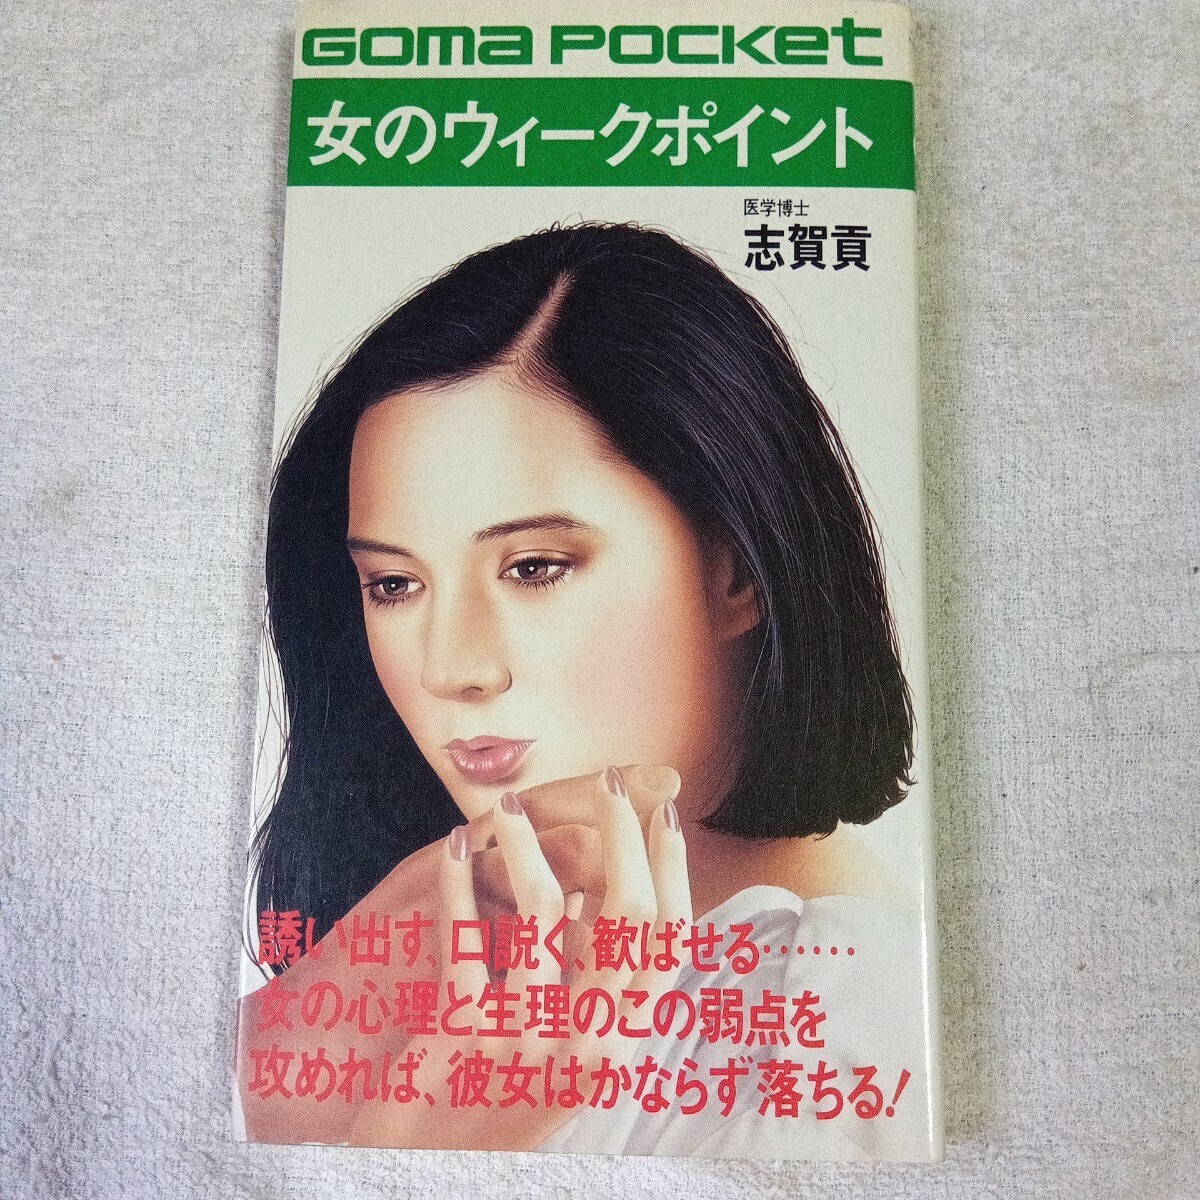 GOMA POCKET
女のウィークポイント
医学博士
志賀貢
誘い出す、口説く、歓ばせる……
女の心理と生理のこの弱点を
攻めれば、彼女はかならず落ちる!